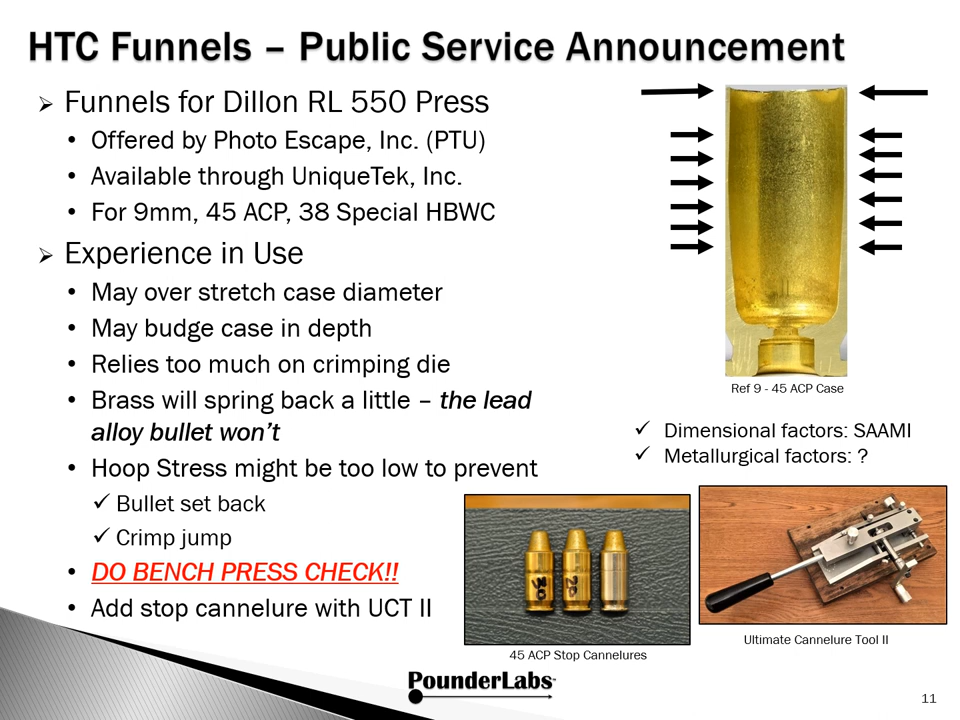 HTC Funnels – Public Service Announcement
➢ Funnels for Dillon RL 550 Press
• Offered by Photo Escape, Inc. (PTU)
• Available through UniqueTek, Inc.
• For 9mm, 45 ACP, 38 Special HBWC
➢ Experience in Use
• May over stretch case diameter
• May budge case in depth
• Relies too much on crimping die
• Brass will spring back a little – the lead
alloy bullet won't
• Hoop Stress might be too low to prevent
✓ Bullet set back
✓ Crimp jump
• DO BENCH PRESS CHECK!!
• Add stop cannelure with UCT II
Ref 9 - 45 ACP Case
✓ Dimensional factors: SAAMI
✓ Metallurgical factors: ?
30
20
45 ACP Stop Cannelures
Ultimate Cannelure Tool II
PounderLabs™
11